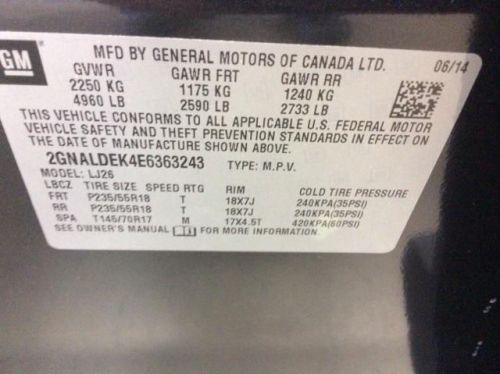 GM
MFD BY GENERAL MOTORS OF CANADA LTD. 06/14
GVWR GAWR FRT GAWR RR
2250 KG 1175 KG 1240 KG
4960 LB 2590 LB 2733 LB
THIS VEHICLE CONFORMS TO ALL APPLICABLE U.S. FEDERAL MOTOR
VEHICLE SAFETY AND THEFT PREVENTION STANDARDS IN EFFECT ON
THE DATE OF MANUFACTURE SHOWN ABOVE.
2GNALDEK4E6363243 TYPE: M.P.V.
MODEL: LJ26
LBCZ TIRE SIZE SPEED RTG RIM COLD TIRE PRESSURE
FRT P235/55R18 T 18X7J 240KPA(35PSI)
RR P235/55R18 T 18X7J 240KPA(35PSI)
SPA T145/70R17 M 17X4.5T 420KPA(60PSI)
SEE OWNER'S MANUAL FOR MORE INFORMATION.